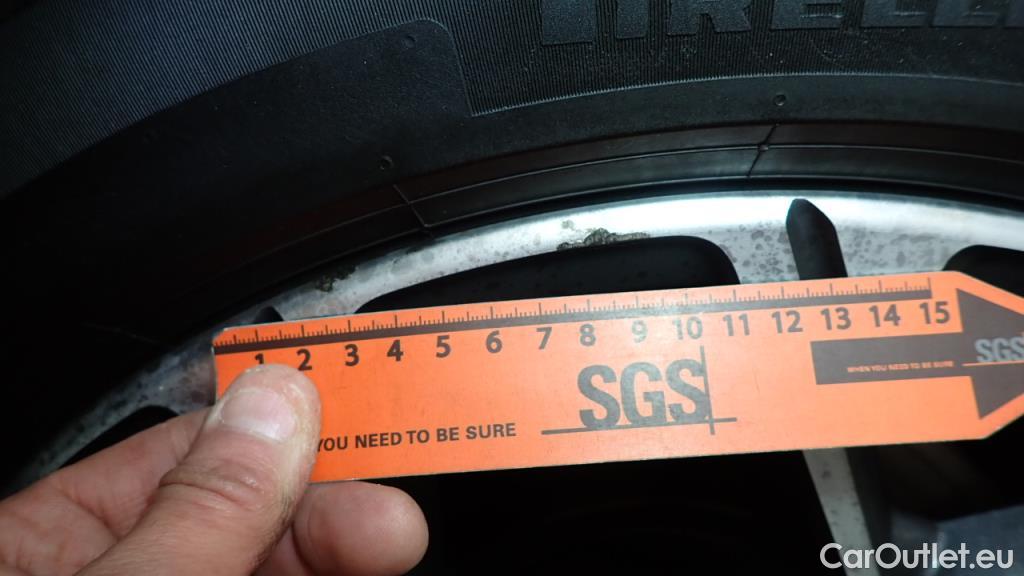 PIRELLI
1 2 3 4 5 6 7 8 9 10 11 12 13 14 15
SGS
WHEN YOU NEED TO BE SURE
SGS
YOU NEED TO BE SURE
CarOutlet.eu